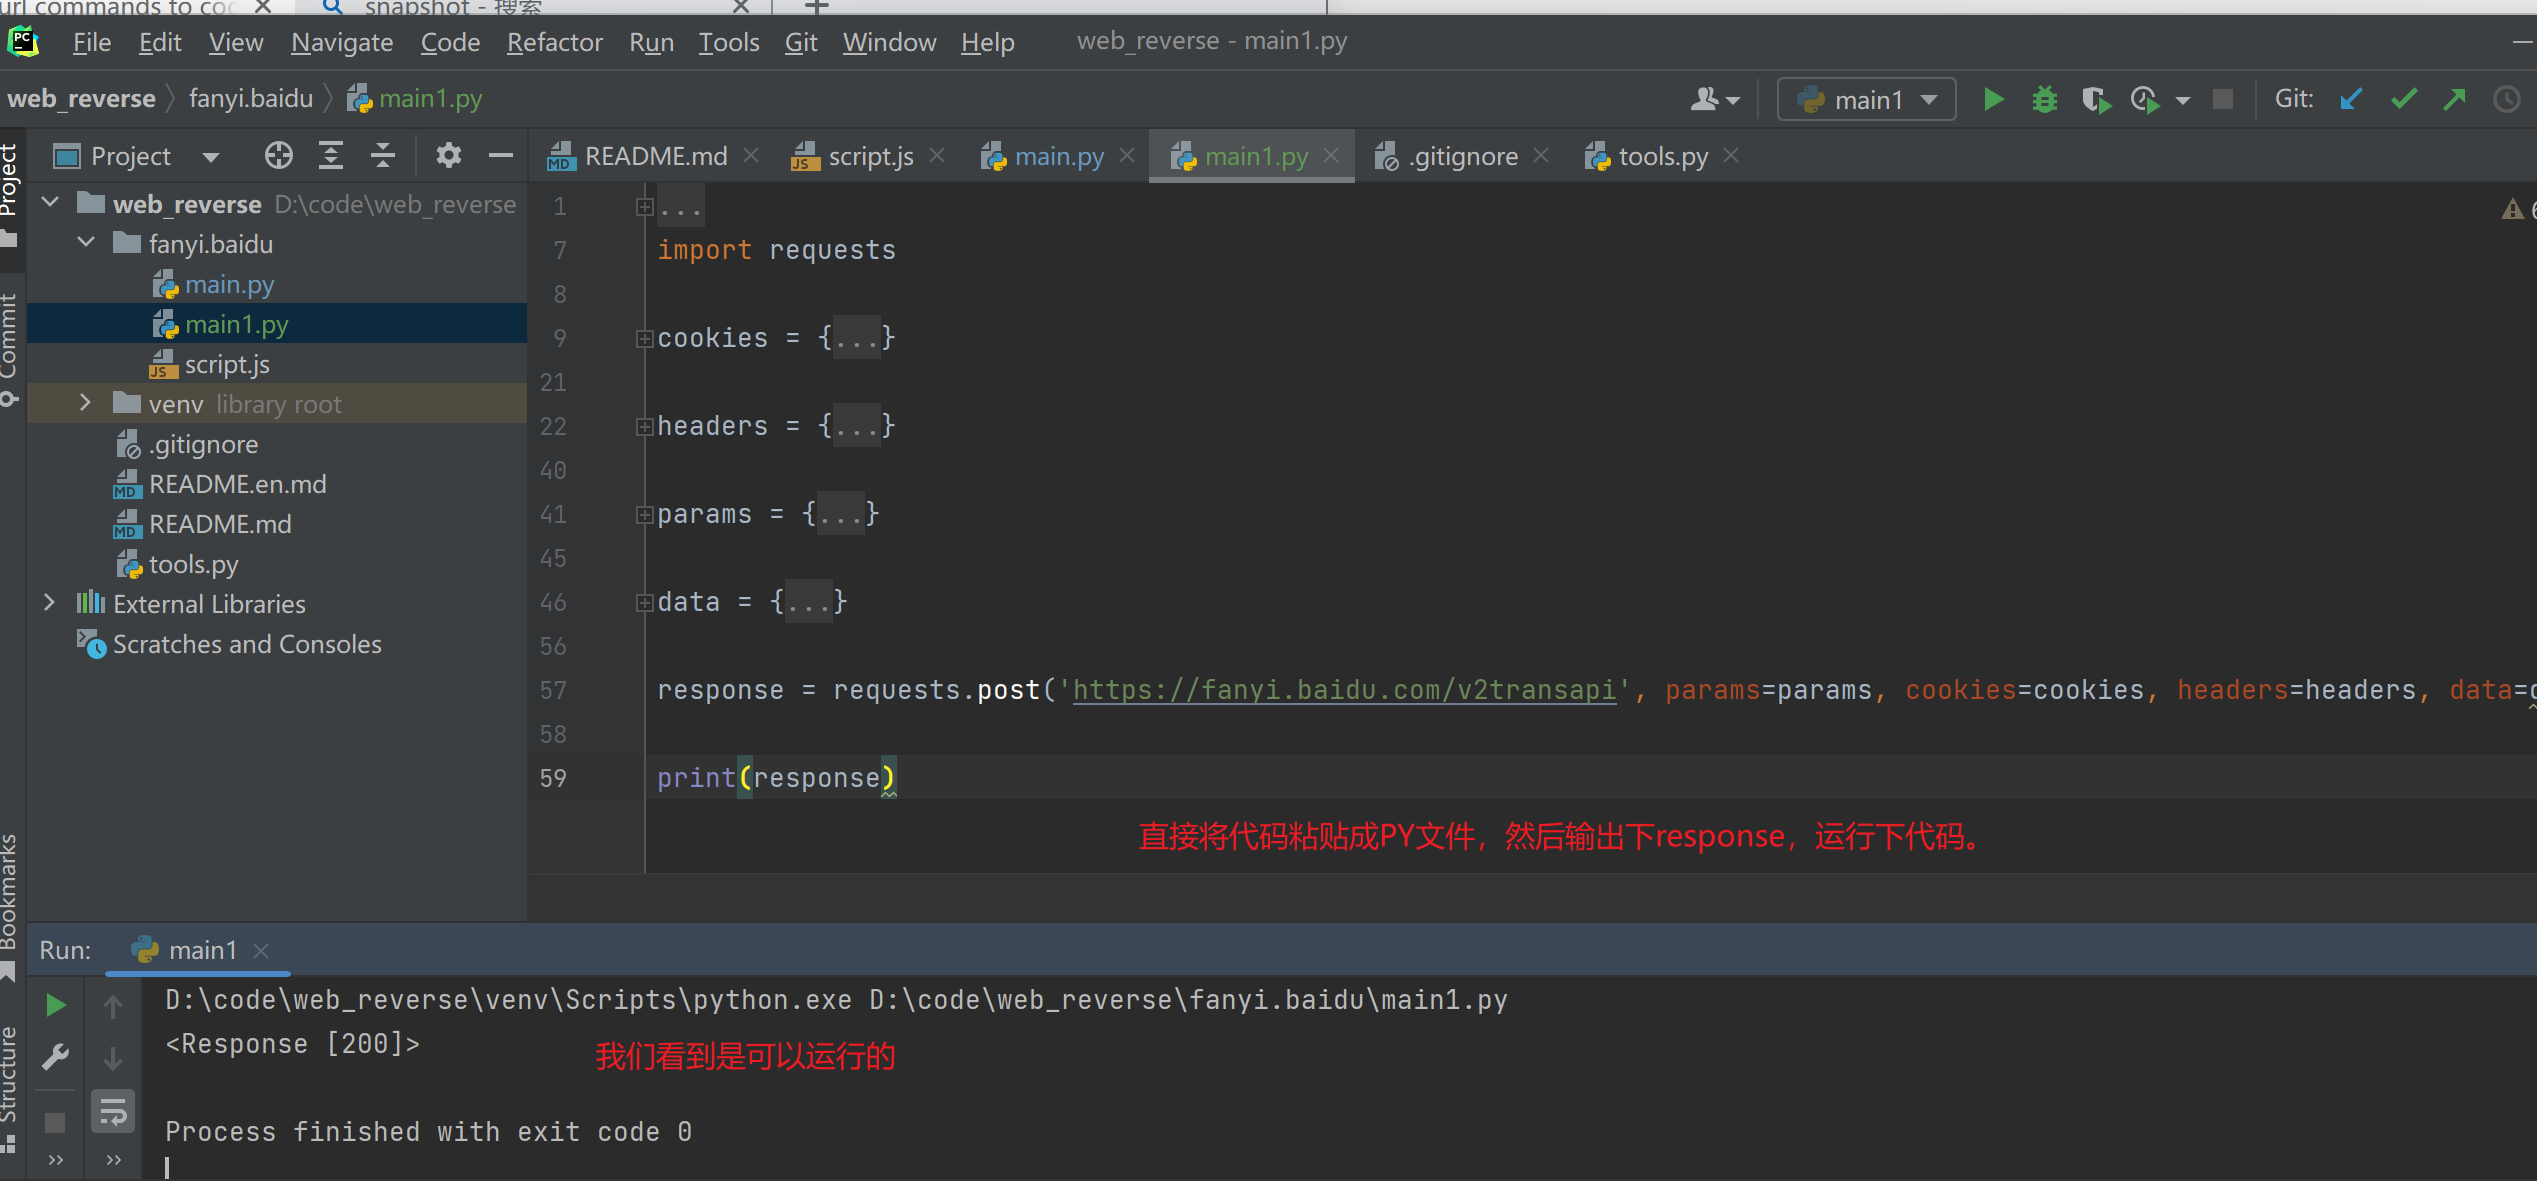 url commands to co
snapshot - 搜索
File Edit View Navigate Code Refactor Run Tools Git Window Help web_reverse - main1.py
web_reverse fanyi.baidu main1.py main1 Git:
Project README.md script.js main.py main1.py .gitignore tools.py
Project
Commit
Bookmarks
Structure
web_reverse D:\code\web_reverse
fanyi.baidu
main.py
main1.py
script.js
venv library root
.gitignore
README.en.md
README.md
tools.py
External Libraries
Scratches and Consoles
1 ...
7 import requests
8
9 cookies = {...}
21
22 headers = {...}
40
41 params = {...}
45
46 data = {...}
56
57 response = requests.post('https://fanyi.baidu.com/v2transapi', params=params, cookies=cookies, headers=headers, data=
58
59 print(response)
直接将代码粘贴成PY文件，然后输出下response，运行下代码。
Run: main1
D:\code\web_reverse\venv\Scripts\python.exe D:\code\web_reverse\fanyi.baidu\main1.py
<Response [200]>
我们看到是可以运行的
Process finished with exit code 0